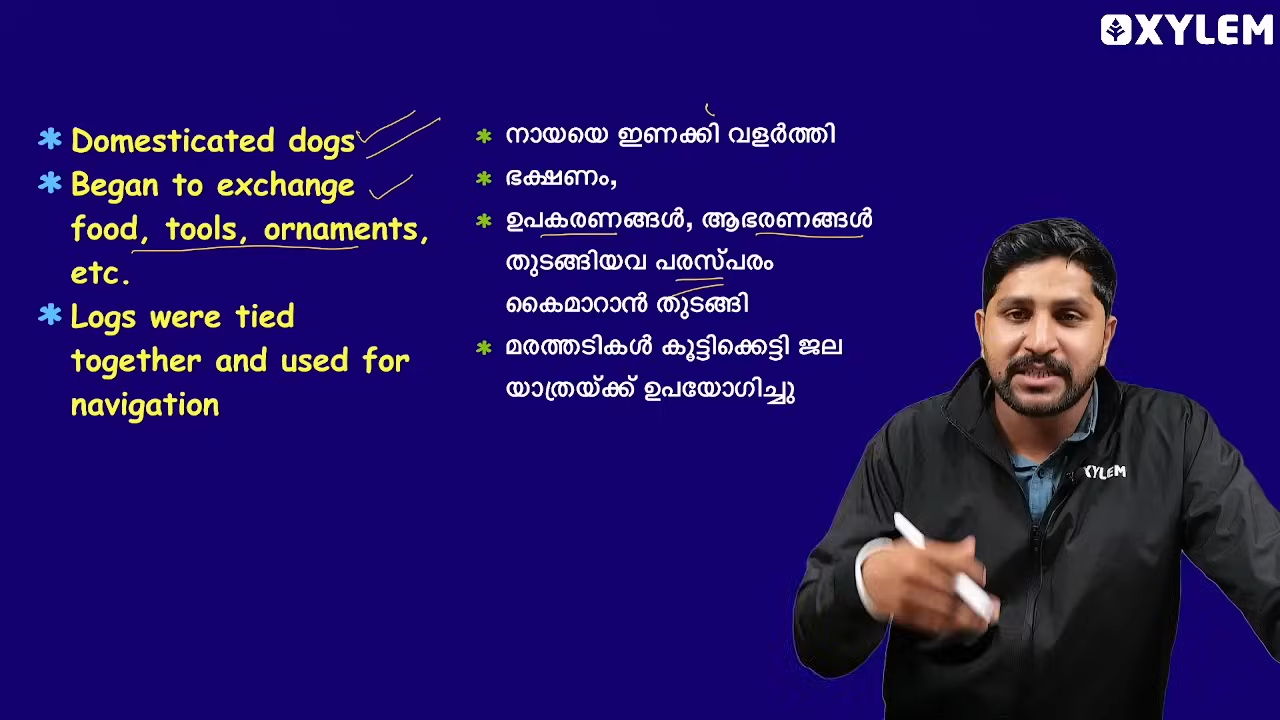 XYLEM
* Domesticated dogs
* Began to exchange
food, tools, ornaments,
etc.
* Logs were tied
together and used for
navigation
* നായയെ ഇണക്കി വളർത്തി
* ഭക്ഷണം,
* ഉപകരണങ്ങൾ, ആഭരണങ്ങൾ
തുടങ്ങിയവ പരസ്പരം
കൈമാറാൻ തുടങ്ങി
* മരത്തടികൾ കൂട്ടിക്കെട്ടി ജല
യാത്രയ്ക്ക് ഉപയോഗിച്ചു
XYLEM